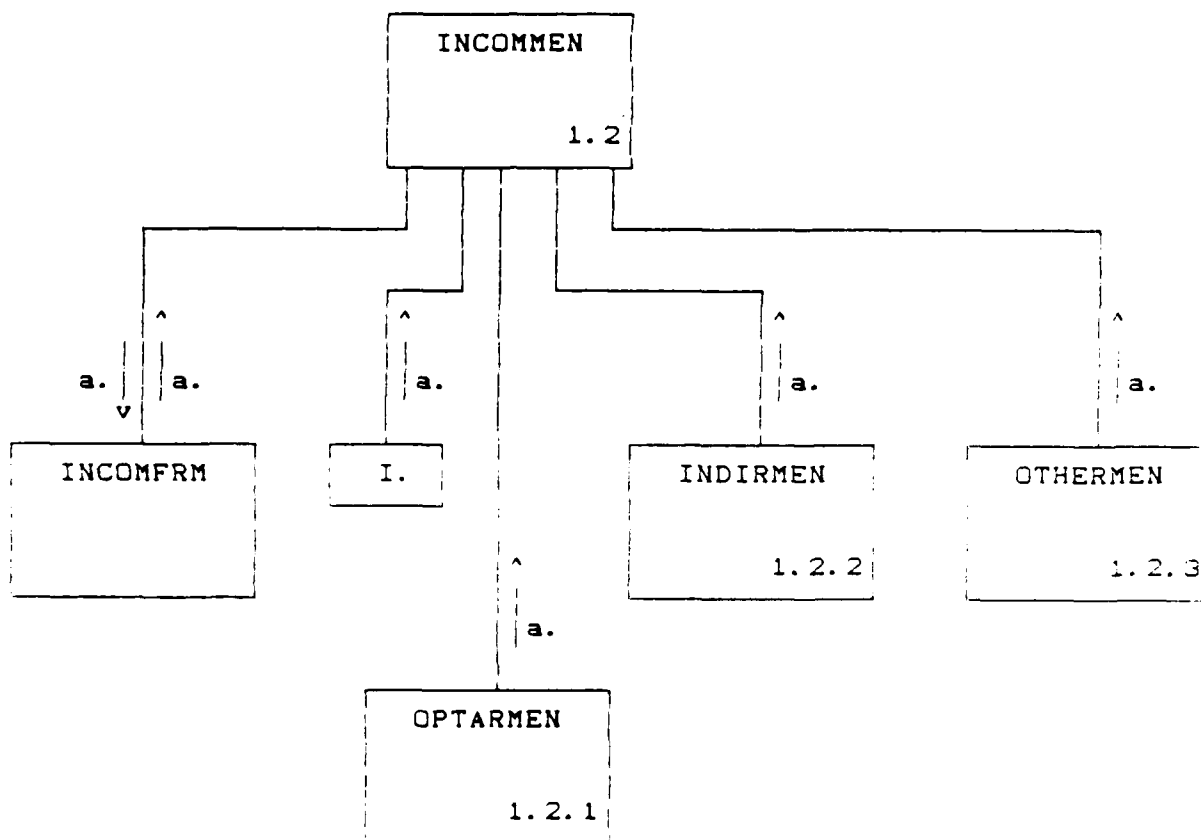 INCOMMEN
1.2
a. a. a. a. a.
INCOMFRM I. INDIRMEN OTHERMEN
1.2.2 1.2.3
a.
OPTARMEN
1.2.1